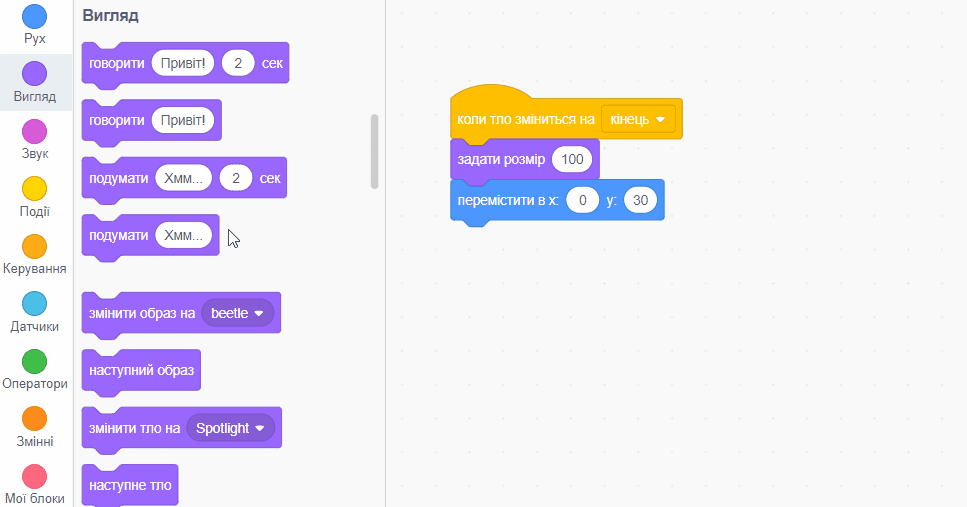 Рух
Вигляд
Звук
Події
Керування
Датчики
Оператори
Змінні
Мої блоки
Вигляд
говорити Привіт! 2 сек
говорити Привіт!
подумати Хмм... 2 сек
подумати Хмм...
змінити образ на beetle
наступний образ
змінити тло на Spotlight
наступне тло
коли тло зміниться на кінець
задати розмір 100
перемістити в x: 0 y: 30